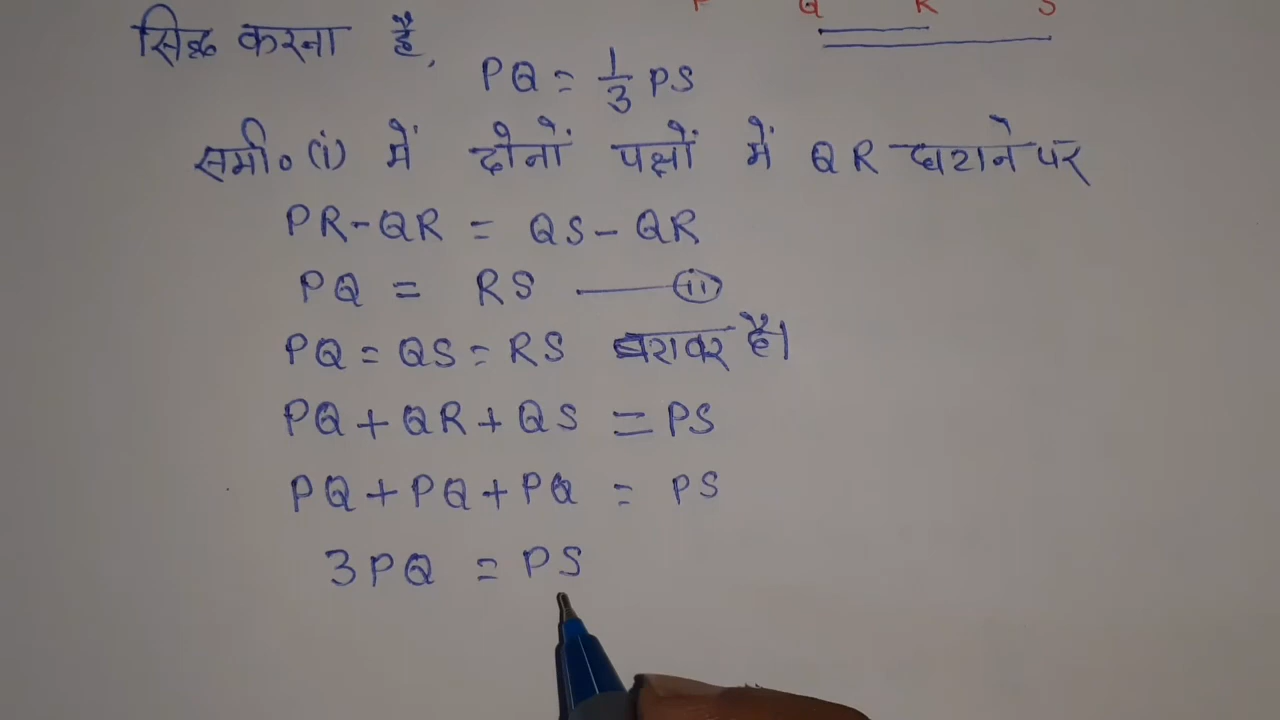 P Q R S
सिद्ध करना है,
PQ = 1/3 PS
समी० (i) में दोनों पक्षों में QR घटाने पर
PR - QR = QS - QR
PQ = RS —— (ii)
PQ = QS = RS बराबर है।
PQ + QR + QS = PS
PQ + PQ + PQ = PS
3PQ = PS